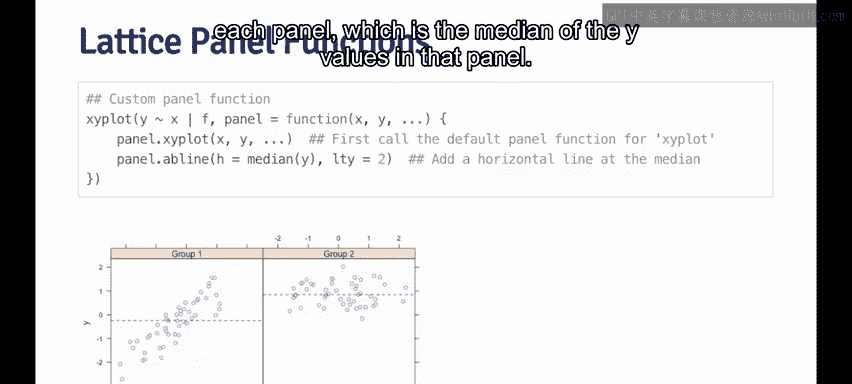 each panel, which is the median of the y
values in that panel.
Lattice Panel Functions
## Custom panel function
xyplot(y ~ x | f, panel = function(x, y, ...) {
panel.xyplot(x, y, ...) ## First call the default panel function for 'xyplot'
panel.abline(h = median(y), lty = 2) ## Add a horizontal line at the median
})
-2 -1 0 1 2
Group 1 Group 2
2
1
0
-1
-2
y